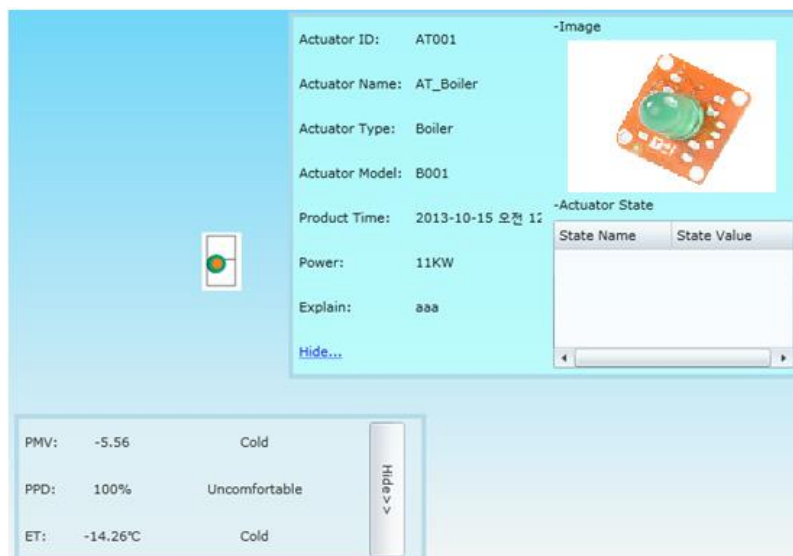 Actuator ID: AT001
Actuator Name: AT_Boiler
Actuator Type: Boiler
Actuator Model: B001
Product Time: 2013-10-15 오전 12
Power: 11KW
Explain: aaa
Hide...
-Image
-Actuator State
State Name State Value
PMV: -5.56 Cold
PPD: 100% Uncomfortable
ET: -14.26℃ Cold
Hide>>